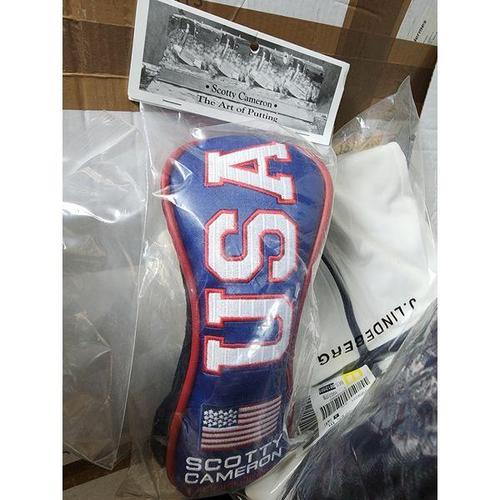 • Scotty Cameron •
The Art of Putting
USA
SCOTTY
CAMERON
J.LINDEBERG